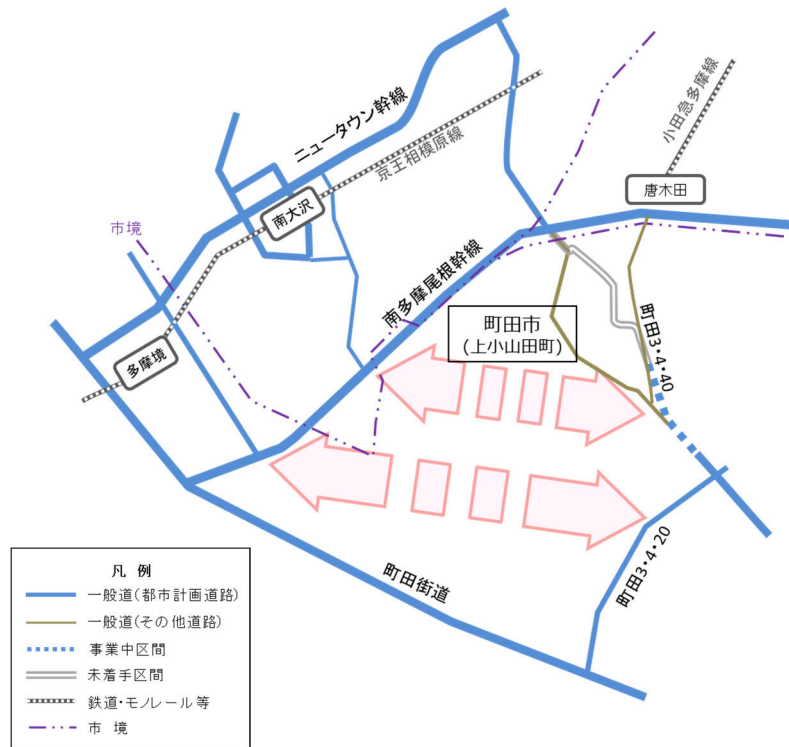 ニュータウン幹線
京王相模原線
小田急多摩線
唐木田
南大沢
市境
南多摩尾根幹線
町田市
(上小山田町)
町田3・4・40
多摩境
町田街道
町田3・4・20
凡 例
一般道(都市計画道路)
一般道(その他道路)
事業中区間
未着手区間
鉄道・モノレール等
市 境